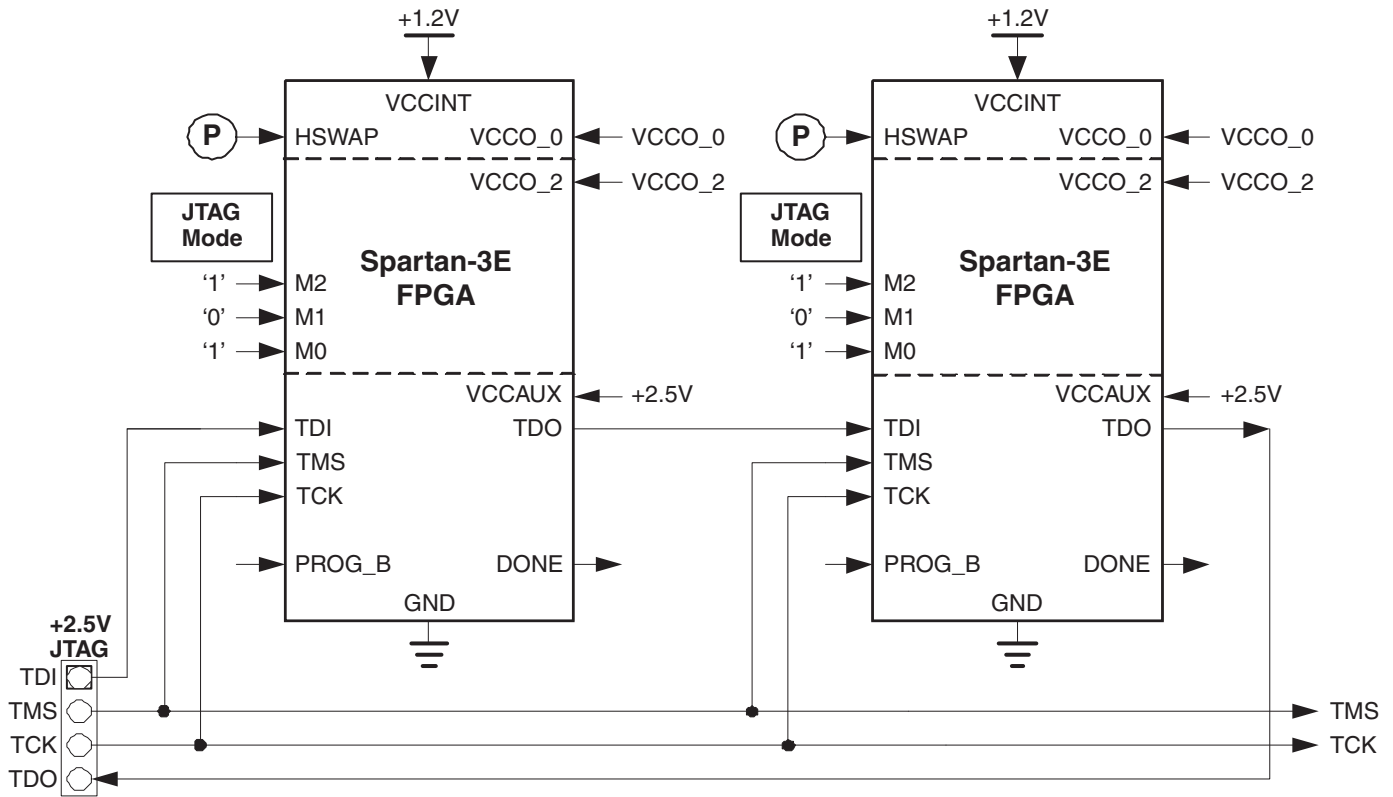 +1.2V +1.2V
VCCINT VCCINT
P HSWAP VCCO_0 VCCO_0 P HSWAP VCCO_0 VCCO_0
VCCO_2 VCCO_2 VCCO_2 VCCO_2
JTAG JTAG
Mode Mode
Spartan-3E Spartan-3E
‘1’ M2 FPGA ‘1’ M2 FPGA
‘0’ M1 ‘0’ M1
‘1’ M0 ‘1’ M0
VCCAUX +2.5V VCCAUX +2.5V
TDI TDO TDI TDO
TMS TMS
TCK TCK
PROG_B DONE PROG_B DONE
GND GND
+2.5V
JTAG
TDI
TMS TMS
TCK TCK
TDO